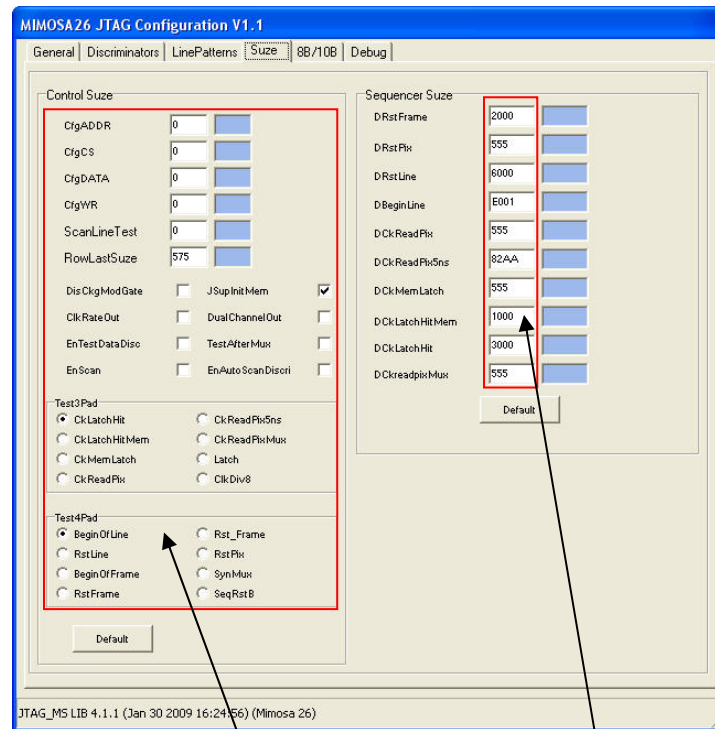 MIMOSA26 JTAG Configuration V1.1
General Discriminators LinePatterns Suze 8B/10B Debug
Control Suze
CfgADDR 0
CfgCS 0
CfgDATA 0
CfgWR 0
ScanLineTest 0
RowLastSuze 575
DisCkgModGate JSupInitMem
ClkRateOut DualChannelOut
EnTestDataDisc TestAfterMux
EnScan EnAutoScanDiscri
Test3Pad
CkLatchHit CkReadPix5ns
CkLatchHitMem CkReadPixMux
CkMemLatch Latch
CkReadPix ClkDiv8
Test4Pad
BeginOfLine Rst_Frame
RstLine RstPix
BeginOfFrame SynMux
RstFrame SeqRstB
Default
Sequencer Suze
DRstFrame 2000
DRstPix 555
DRstLine 6000
DBeginLine E001
DCkReadPix 555
DCkReadPix5ns 82AA
DCkMemLatch 555
DCkLatchHitMem 1000
DCkLatchHit 3000
DCkreadpixMux 555
Default
JTAG_MS LIB 4.1.1 (Jan 30 2009 16:24:56) (Mimosa 26)